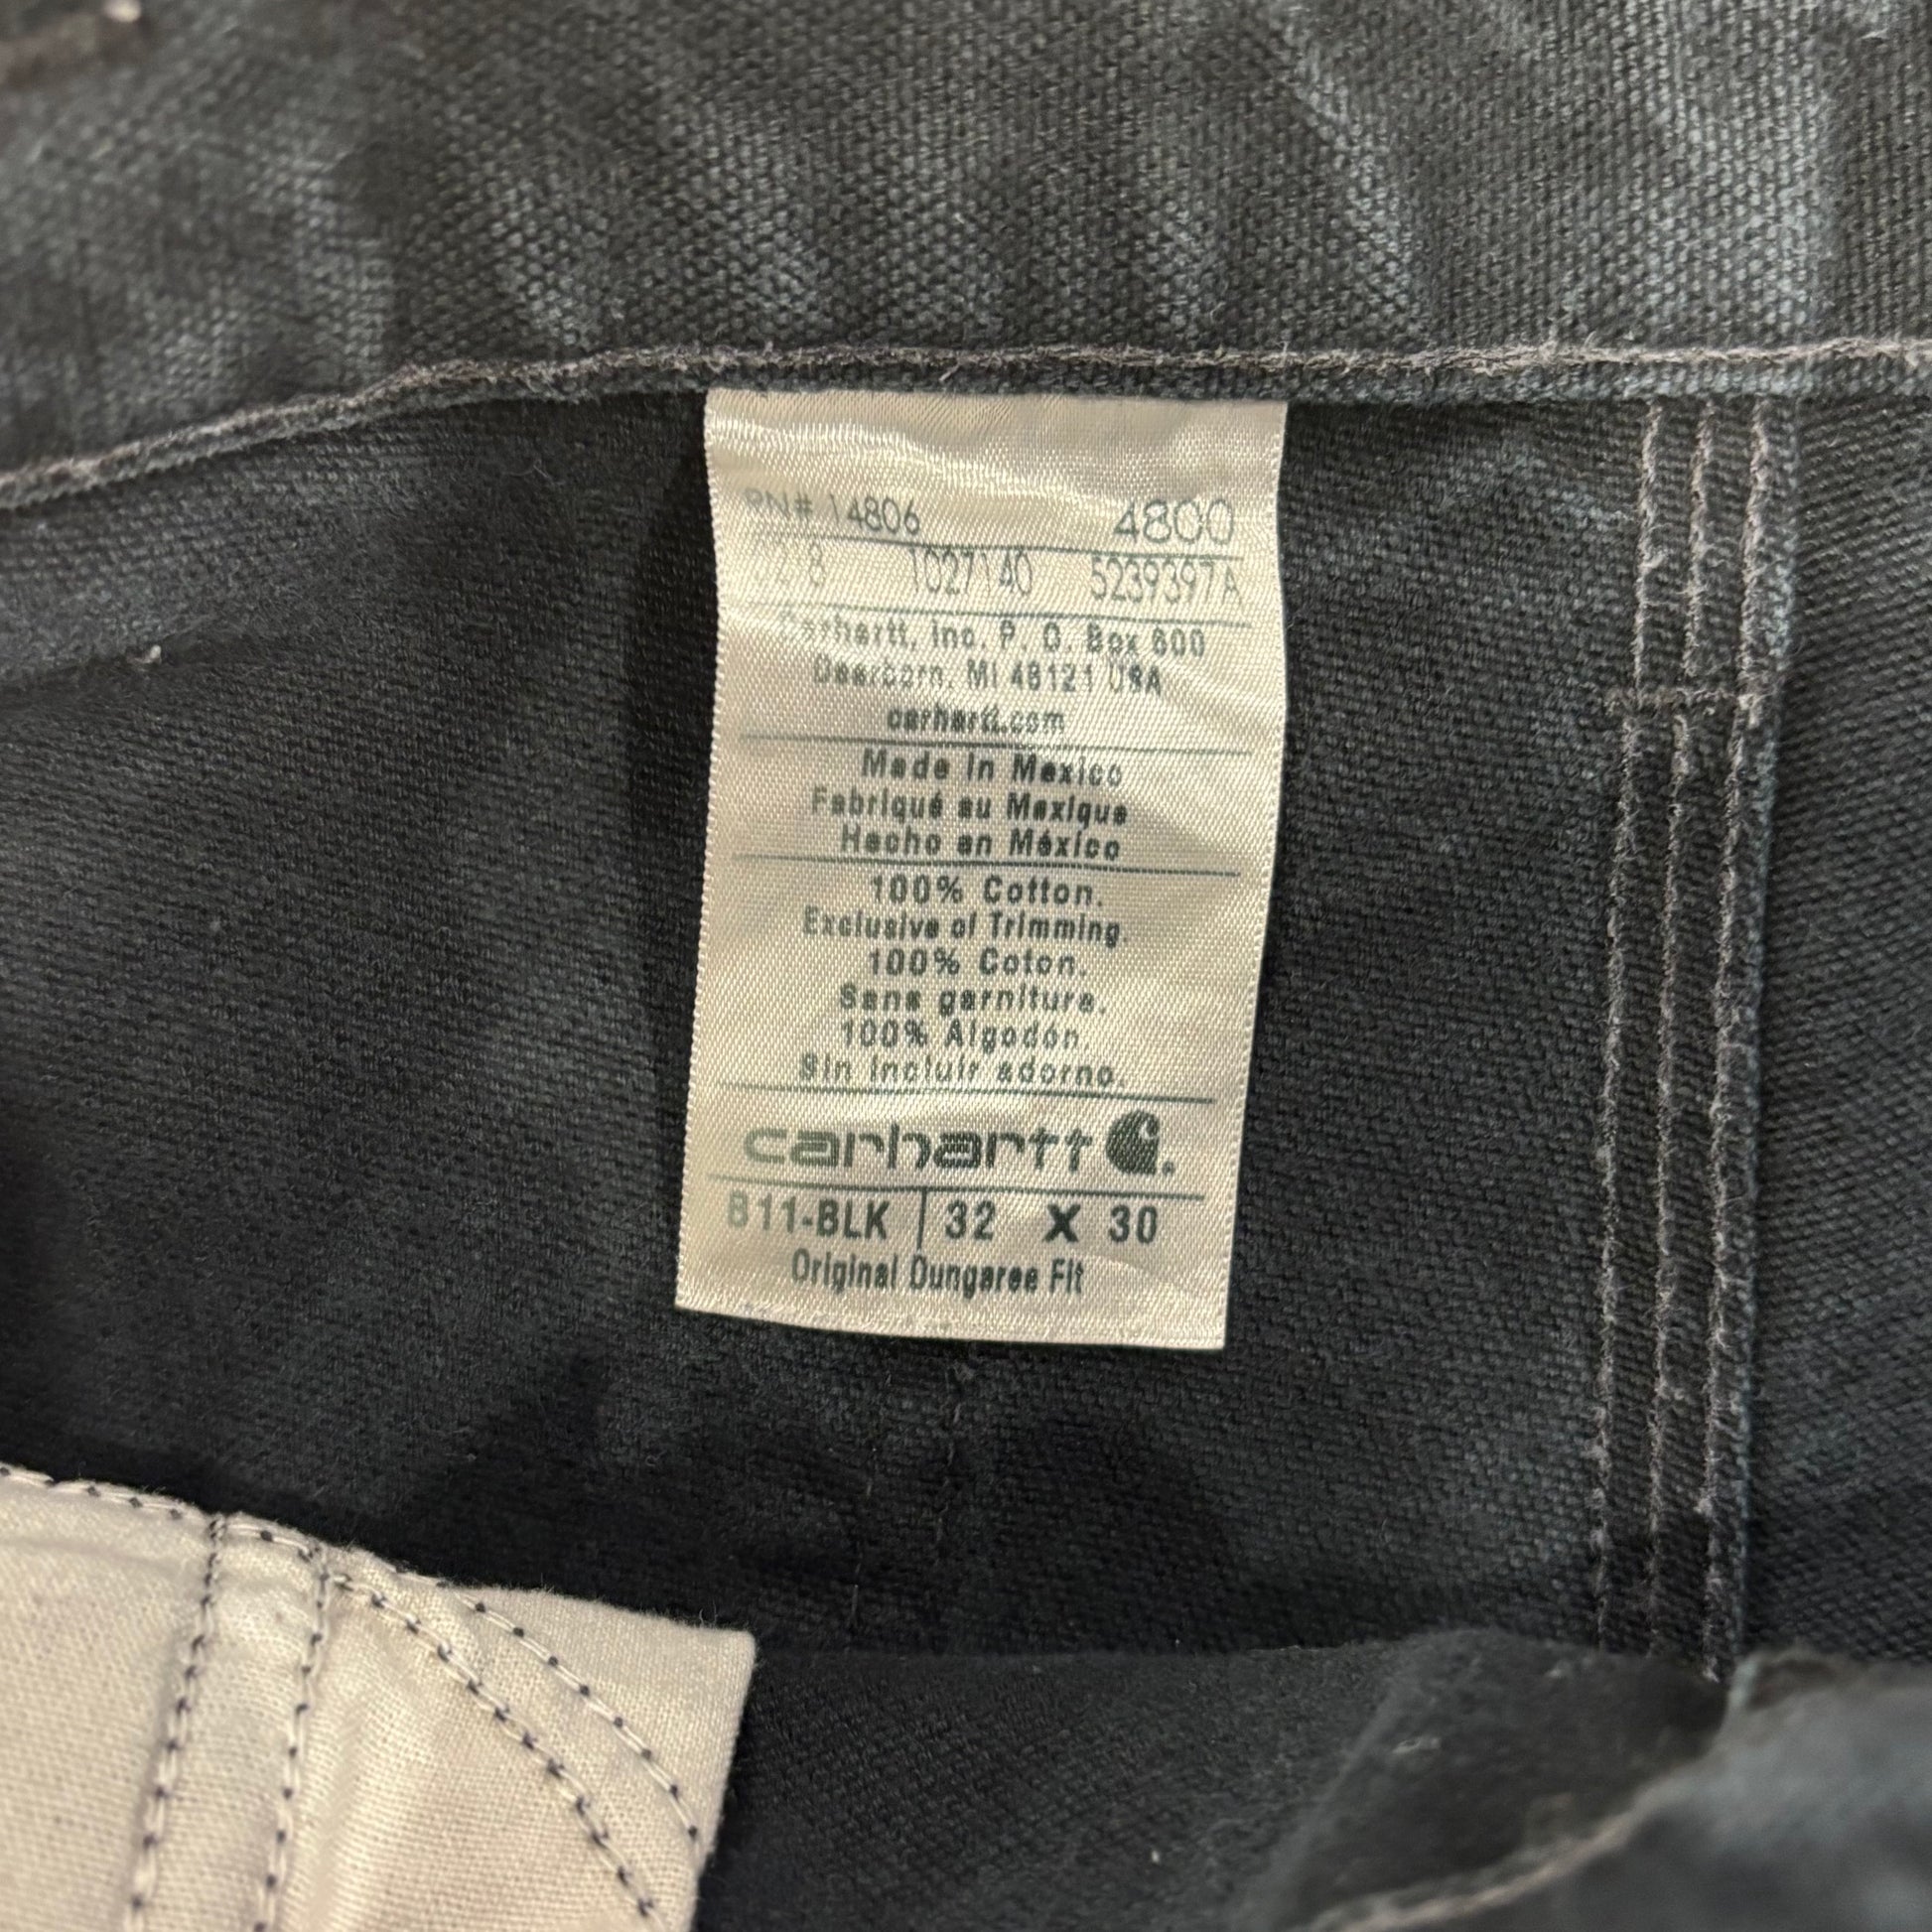 RN# 14806 4800
0218 1027140 5239397A
Carhartt, Inc. P. O. Box 600
Dearborn, MI 48121 USA
carhartt.com
Made in Mexico
Fabriqué au Mexique
Hecho en México
100% Cotton.
Exclusive of Trimming.
100% Coton.
Sans garniture.
100% Algodón.
Sin incluir adorno.
carhartt
B11-BLK 32 X 30
Original Dungaree Fit